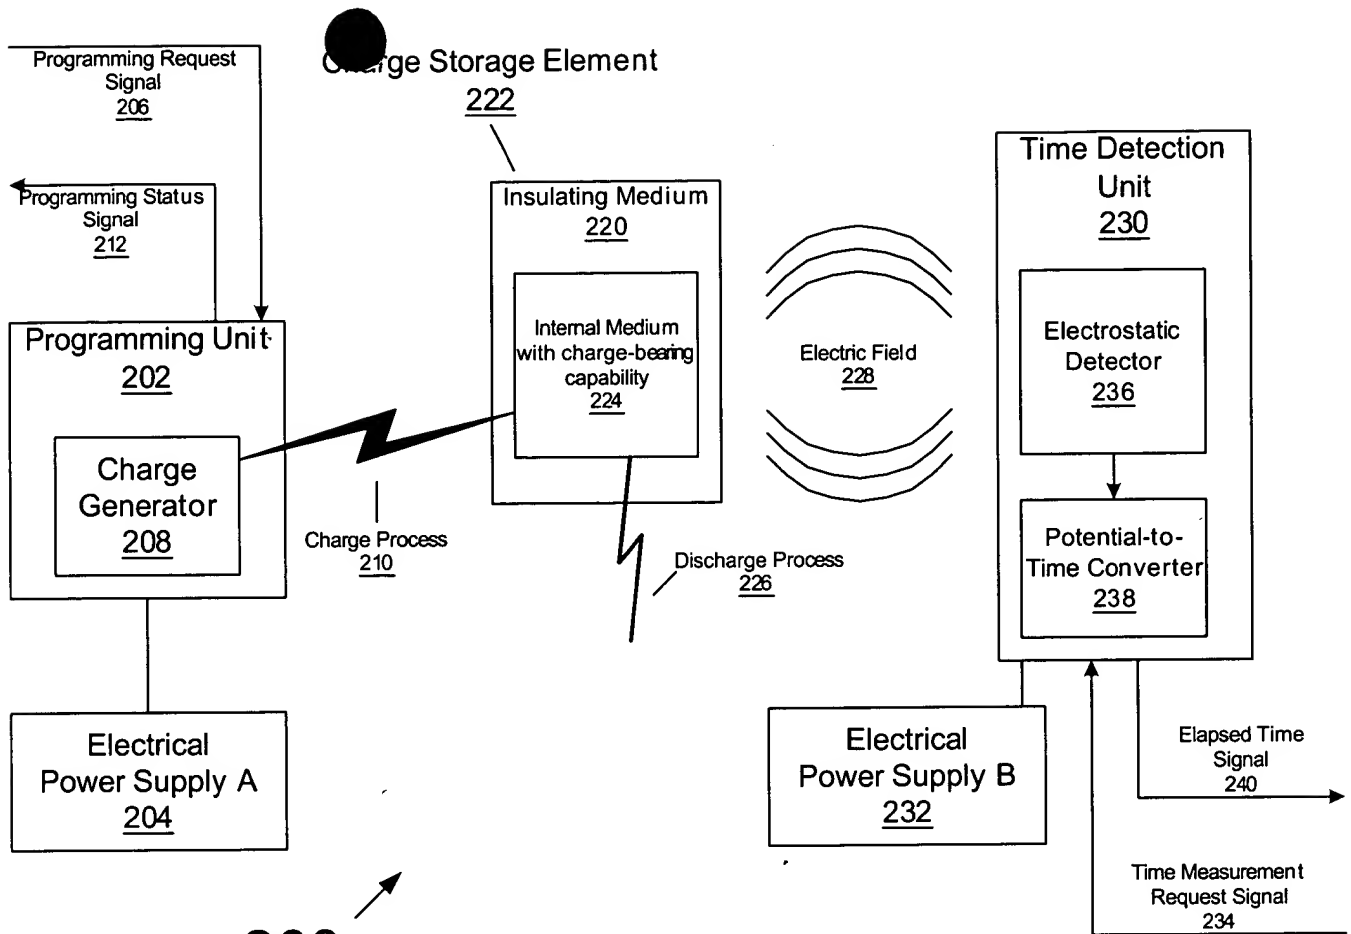 Programming Request
Signal
206
Programming Status
Signal
212
Programming Unit
202
Charge
Generator
208
Electrical
Power Supply A
204
Charge Process
210
Charge Storage Element
222
Insulating Medium
220
Internal Medium
with charge-bearing
capability
224
Discharge Process
226
Electric Field
228
Time Detection
Unit
230
Electrostatic
Detector
236
Potential-to-
Time Converter
238
Electrical
Power Supply B
232
Elapsed Time
Signal
240
Time Measurement
Request Signal
234